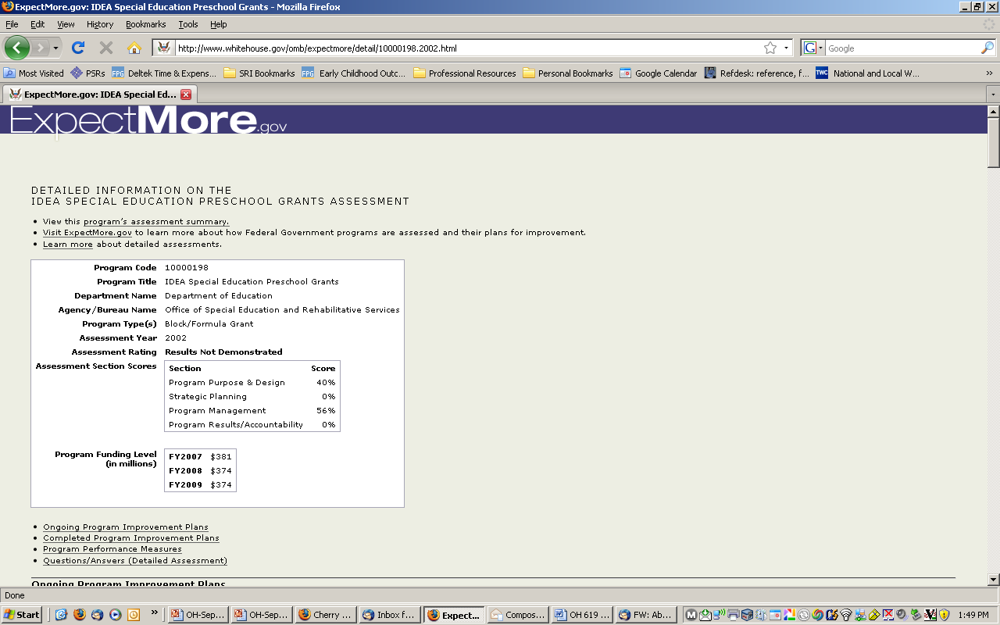 ExpectMore.gov: IDEA Special Education Preschool Grants - Mozilla Firefox
File Edit View History Bookmarks Tools Help
http://www.whitehouse.gov/omb/expectmore/detail/10000198.2002.html
Google
Most Visited PSRs Deltek Time & Expens... SRI Bookmarks Early Childhood Outc... Professional Resources Personal Bookmarks Google Calendar Refdesk: reference, f... National and Local W...
ExpectMore.gov: IDEA Special Ed...
ExpectMore.gov
DETAILED INFORMATION ON THE
IDEA SPECIAL EDUCATION PRESCHOOL GRANTS ASSESSMENT
• View this program's assessment summary.
• Visit ExpectMore.gov to learn more about how Federal Government programs are assessed and their plans for improvement.
• Learn more about detailed assessments.
Program Code 10000198
Program Title IDEA Special Education Preschool Grants
Department Name Department of Education
Agency/Bureau Name Office of Special Education and Rehabilitative Services
Program Type(s) Block/Formula Grant
Assessment Year 2002
Assessment Rating Results Not Demonstrated
Assessment Section Scores
Section Score
Program Purpose & Design 40%
Strategic Planning 0%
Program Management 56%
Program Results/Accountability 0%
Program Funding Level
(in millions)
FY2007 $381
FY2008 $374
FY2009 $374
• Ongoing Program Improvement Plans
• Completed Program Improvement Plans
• Program Performance Measures
• Questions/Answers (Detailed Assessment)
Ongoing Program Improvement Plans
Done
Start OH-Sep... OH-Sep... Cherry ... Inbox f... Expect... Compos... OH 619 ... FW: Ab... 1:49 PM